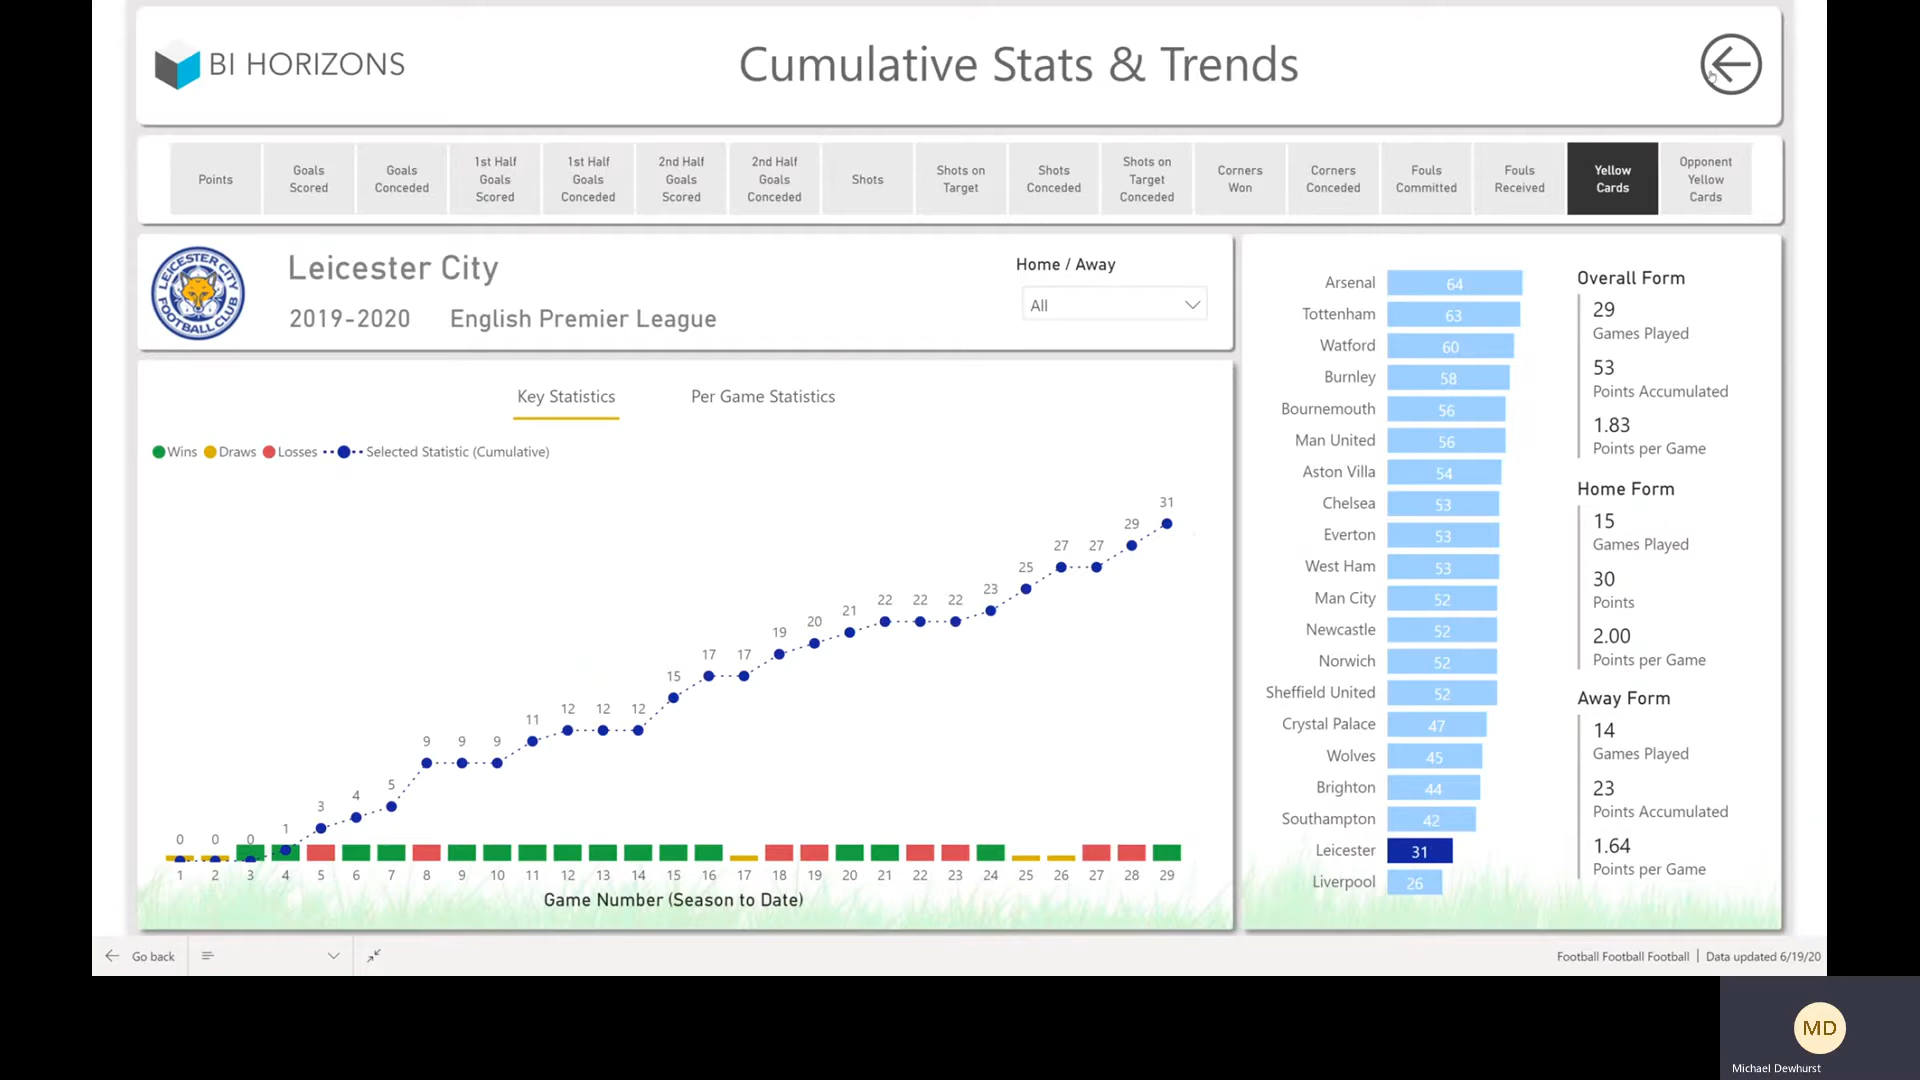 BI HORIZONS
Cumulative Stats & Trends
Points
Goals
Scored
Goals
Conceded
1st Half
Goals
Scored
1st Half
Goals
Conceded
2nd Half
Goals
Scored
2nd Half
Goals
Conceded
Shots
Shots on
Target
Shots
Conceded
Shots on
Target
Conceded
Corners
Won
Corners
Conceded
Fouls
Committed
Fouls
Received
Yellow
Cards
Opponent
Yellow
Cards
LEICESTER CITY
FOOTBALL CLUB
Leicester City
2019-2020 English Premier League
Home / Away
All
Key Statistics Per Game Statistics
Wins Draws Losses Selected Statistic (Cumulative)
0 0 0 1 3 4 5 9 9 9 11 12 12 12 15 17 17 19 20 21 22 22 22 23 25 27 27 29 31
1 2 3 4 5 6 7 8 9 10 11 12 13 14 15 16 17 18 19 20 21 22 23 24 25 26 27 28 29
Game Number (Season to Date)
Arsenal 64
Tottenham 63
Watford 60
Burnley 58
Bournemouth 56
Man United 56
Aston Villa 54
Chelsea 53
Everton 53
West Ham 53
Man City 52
Newcastle 52
Norwich 52
Sheffield United 52
Crystal Palace 47
Wolves 45
Brighton 44
Southampton 42
Leicester 31
Liverpool 26
Overall Form
29
Games Played
53
Points Accumulated
1.83
Points per Game
Home Form
15
Games Played
30
Points
2.00
Points per Game
Away Form
14
Games Played
23
Points Accumulated
1.64
Points per Game
Go back
Football Football Football | Data updated 6/19/20
MD
Michael Dewhurst